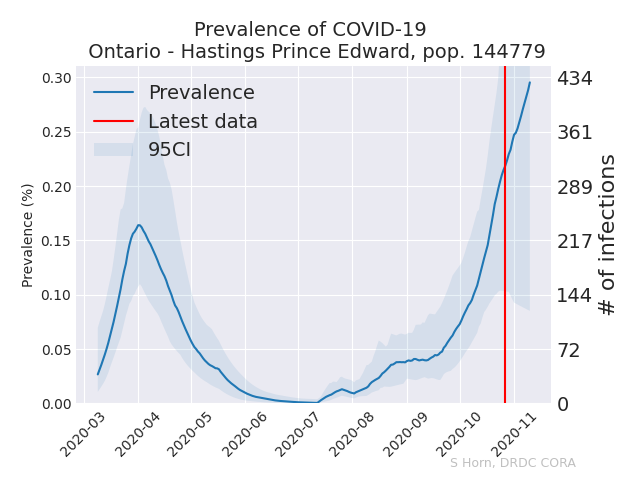 Prevalence of COVID-19
Ontario - Hastings Prince Edward, pop. 144779
Prevalence (%)
0.30
0.25
0.20
0.15
0.10
0.05
0.00
Prevalence
Latest data
95CI
434
361
289
217
144
72
0
# of infections
2020-03
2020-04
2020-05
2020-06
2020-07
2020-08
2020-09
2020-10
2020-11
S Horn, DRDC CORA